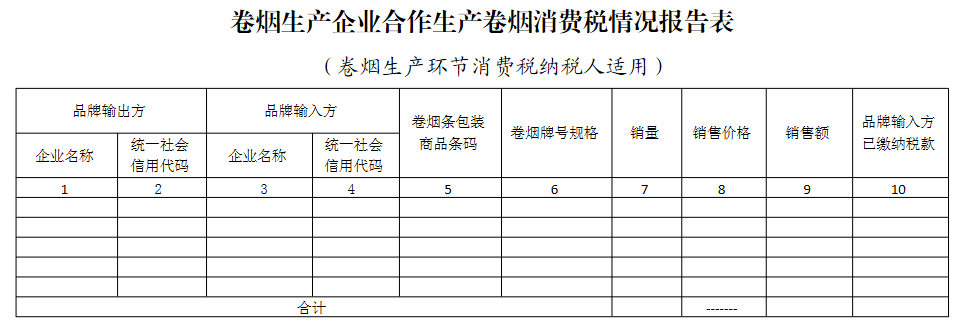 卷烟生产企业合作生产卷烟消费税情况报告表
（卷烟生产环节消费税纳税人适用）
品牌输出方 品牌输入方 卷烟条包装商品条码 卷烟牌号规格 销量 销售价格 销售额 品牌输入方已缴纳税款
企业名称 统一社会信用代码 企业名称 统一社会信用代码
1 2 3 4 5 6 7 8 9 10
合计 -------